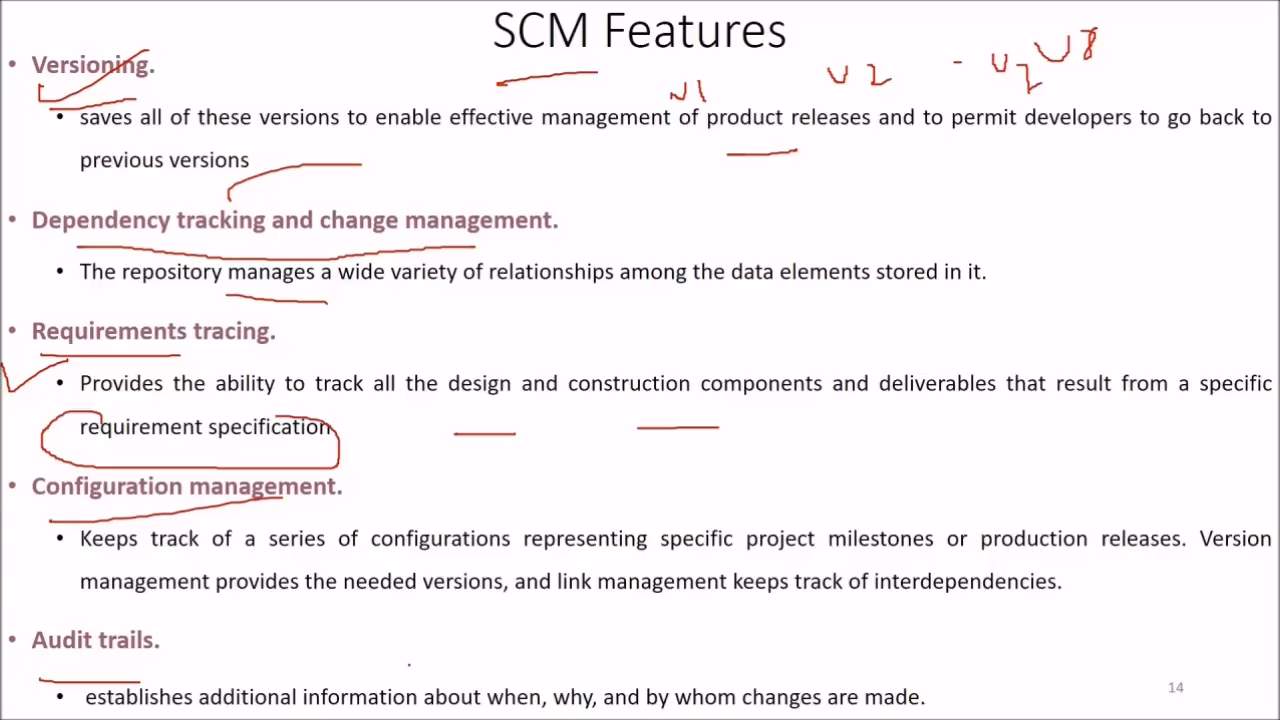 SCM Features
• Versioning.
v1 v2 - v7 v8
• saves all of these versions to enable effective management of product releases and to permit developers to go back to
previous versions
• Dependency tracking and change management.
• The repository manages a wide variety of relationships among the data elements stored in it.
• Requirements tracing.
• Provides the ability to track all the design and construction components and deliverables that result from a specific
requirement specification
• Configuration management.
• Keeps track of a series of configurations representing specific project milestones or production releases. Version
management provides the needed versions, and link management keeps track of interdependencies.
• Audit trails.
• establishes additional information about when, why, and by whom changes are made.
14